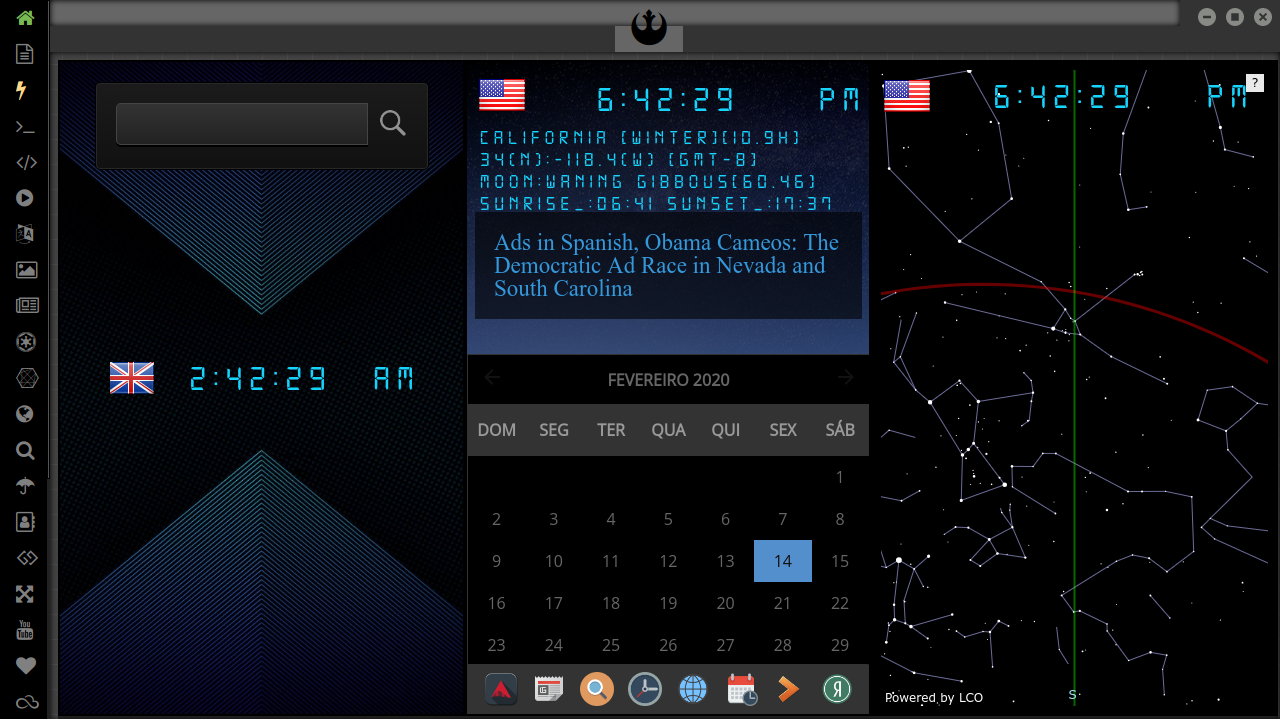 2:42:29 AM
6:42:29 PM
CALIFORNIA (WINTER)(10.9H)
34(N):-118.4(W) (GMT-8)
MOON:WANING GIBBOUS(60.46)
SUNRISE_:06:41 SUNSET_:17:37
Ads in Spanish, Obama Cameos: The
Democratic Ad Race in Nevada and
South Carolina
FEVEREIRO 2020
DOM SEG TER QUA QUI SEX SÁB
1
2 3 4 5 6 7 8
9 10 11 12 13 14 15
16 17 18 19 20 21 22
23 24 25 26 27 28 29
6:42:29 PM
?
Powered by LCO
S
You
Tube